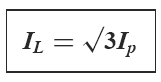 I_L = √3I_p